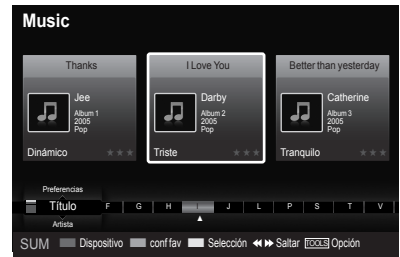 Music
Thanks
Jee
Album 1
2005
Pop
Dinámico
I Love You
Darby
Album 2
2005
Pop
Triste
Better than yesterday
Catherine
Album 3
2005
Pop
Tranquilo
Preferencias
Título F G H I J L P S T V
Artista
SUM Dispositivo conf fav Selección Saltar TOOLS Opción